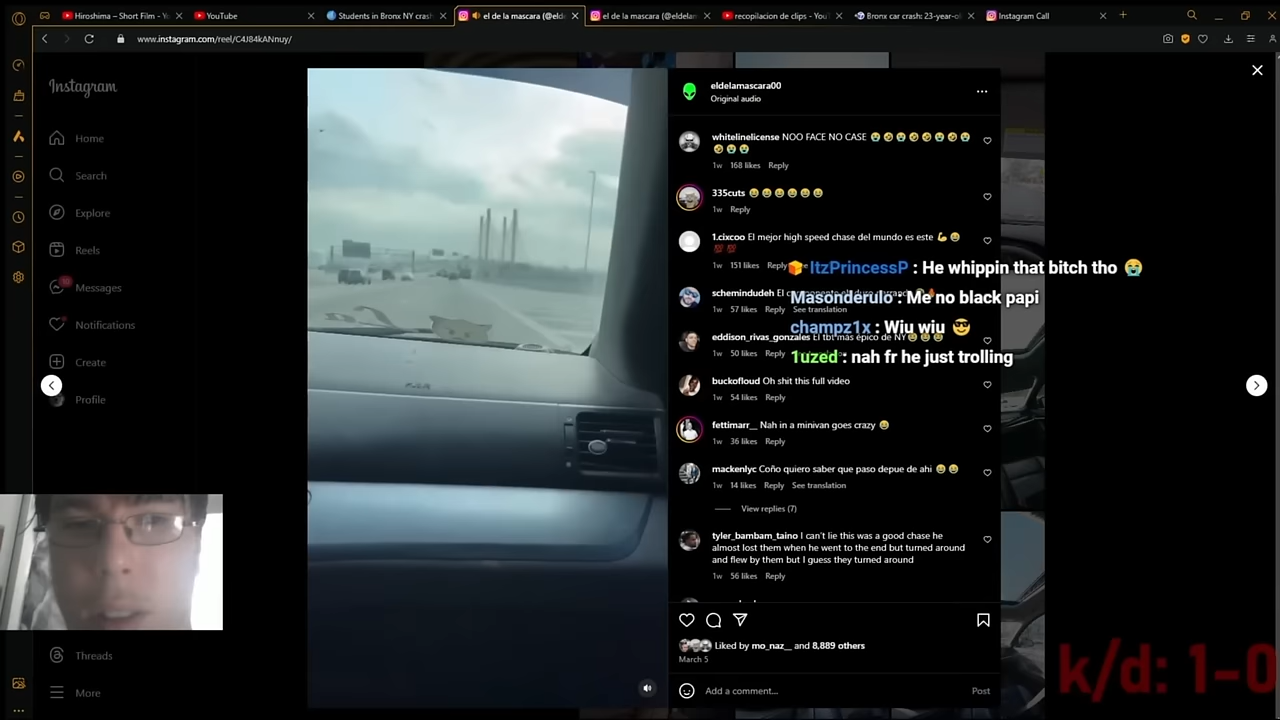 Hiroshima – Short Film - Yo
YouTube
Students in Bronx NY crash
el de la mascara (@eld
el de la mascara (@eldelam
recopilacion de clips - YouT
Bronx car crash: 23-year-o
Instagram Call
www.instagram.com/reel/C4J84kANnuy/
Instagram
Home
Search
Explore
Reels
Messages
Notifications
Create
Profile
Threads
More
eldelamascara00
Original audio
whitelinelicense NOO FACE NO CASE 😭🤣😭🤣🤣😭🤣😭
🤣😭😭
1w 168 likes Reply
335cuts 😂😂😂😂😂😂
1w Reply
1.cixcoo El mejor high speed chase del mundo es este 💪😂
💯💯
1w 151 likes Reply
ItzPrincessP : He whippin that bitch tho 😭
schemindudeh El
1w 57 likes Reply See translation
Masonderulo : Me no black papi
champz1x : Wiu wiu 😎
eddison_rivas_gonzales El tbt mas epico de NY😂😂😂
1w 50 likes Reply
1uzed : nah fr he just trolling
buckofloud Oh shit this full video
1w 54 likes Reply
fettimarr__ Nah in a minivan goes crazy 😂
1w 36 likes Reply
mackenlyc Coño quiero saber que paso depue de ahi 😂😂
1w 14 likes Reply See translation
View replies (7)
tyler_bambam_taino I can't lie this was a good chase he
almost lost them when he went to the end but turned around
and flew by them but I guess they turned around
1w 56 likes Reply
Liked by mo_naz__ and 8,889 others
March 5
Add a comment...
Post
k/d: 1-0